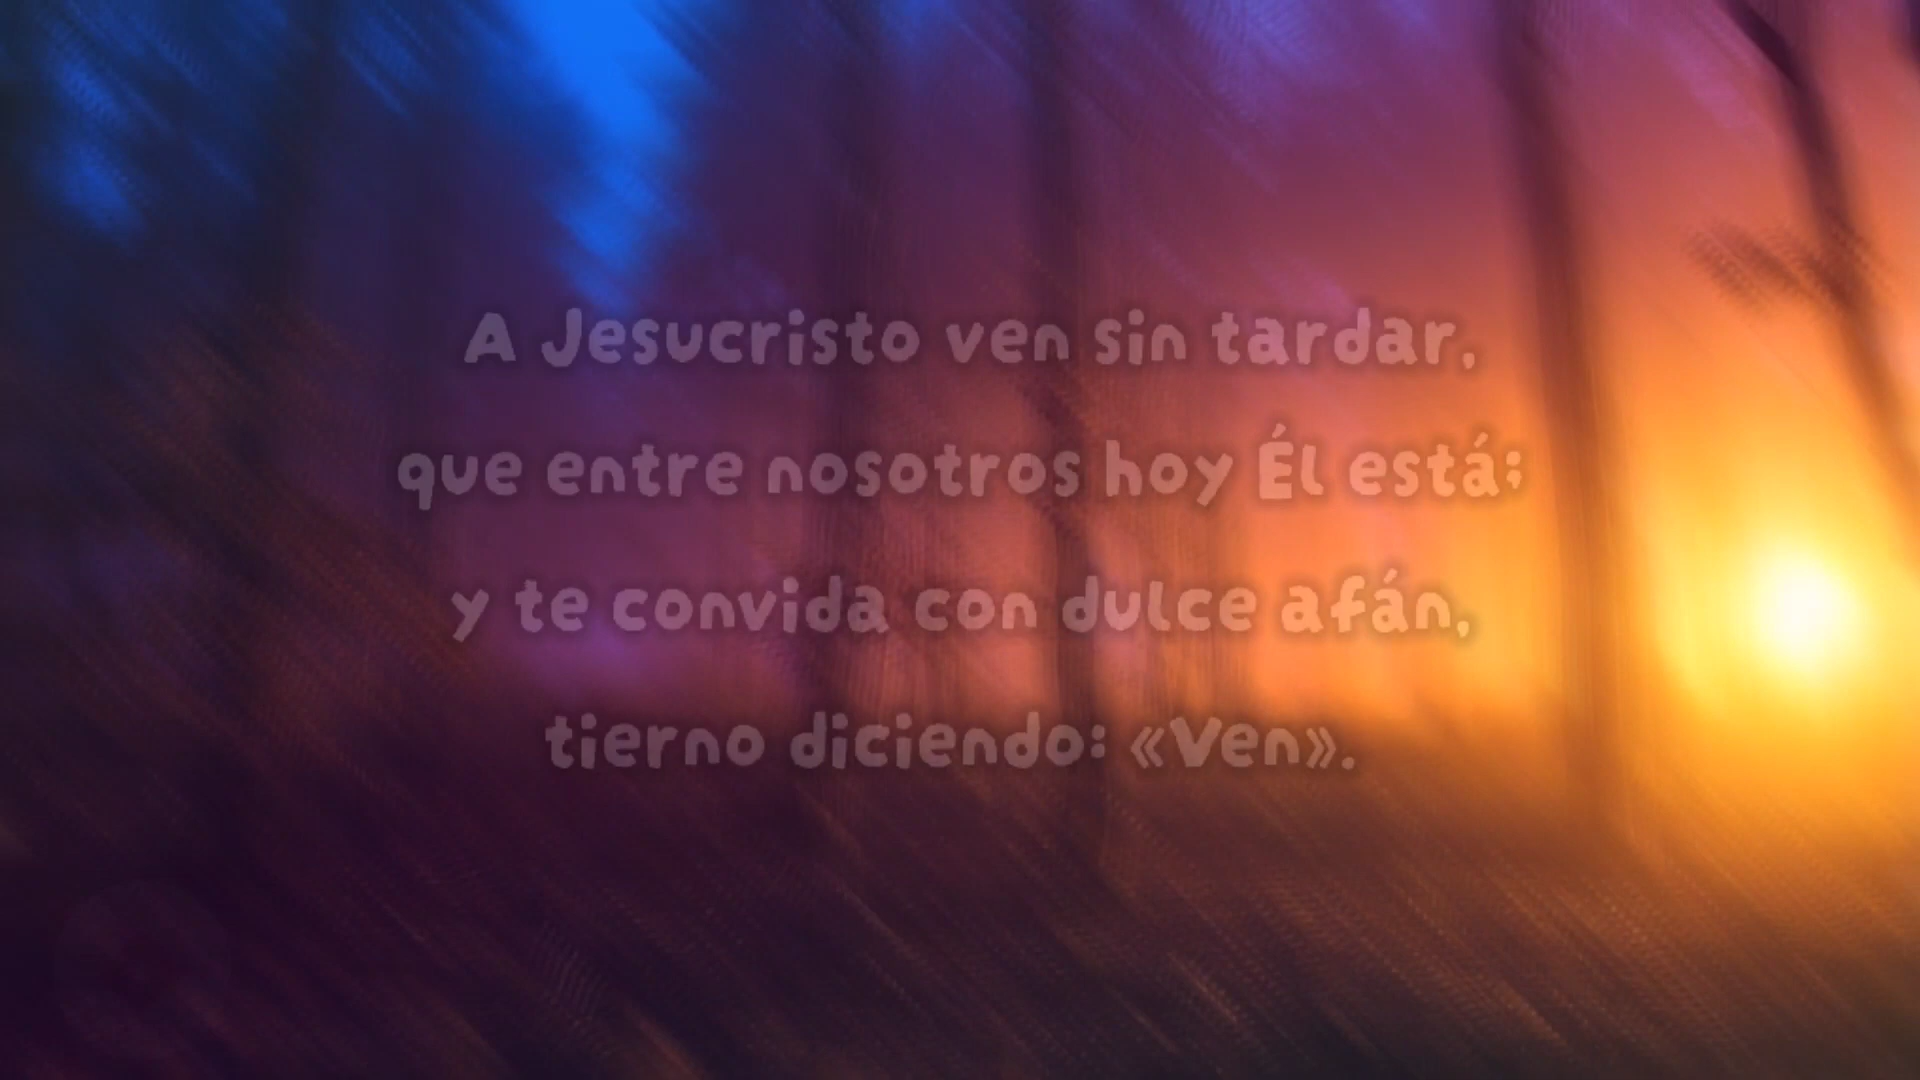 A Jesucristo ven sin tardar,
que entre nosotros hoy Él está;
y te convida con dulce afán,
tierno diciendo: «Ven».